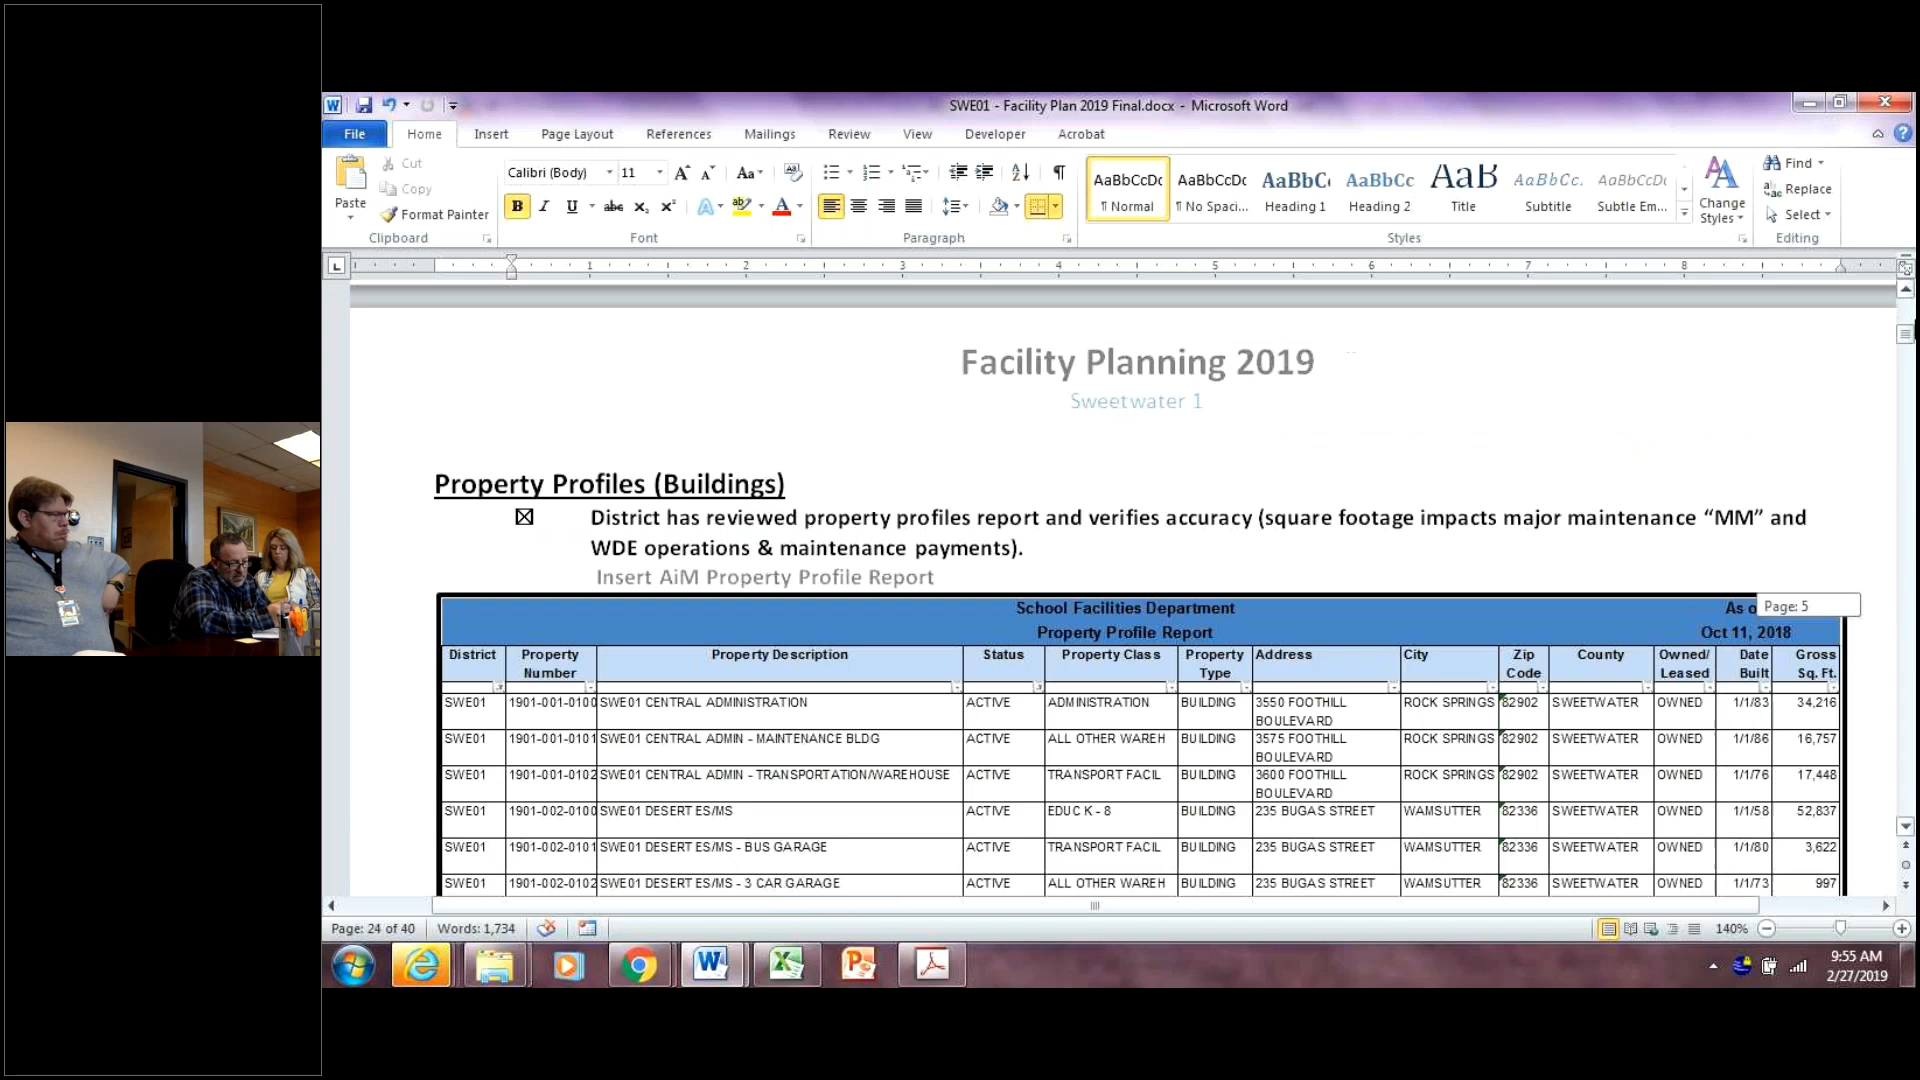 SWE01 - Facility Plan 2019 Final.docx - Microsoft Word
File Home Insert Page Layout References Mailings Review View Developer Acrobat
Paste
Cut
Copy
Format Painter
Clipboard
Calibri (Body) 11
Font
Paragraph
AaBbCcDc AaBbCcDc AaBbC AaBbCc AaB AaBbCc. AaBbCcDc
¶ Normal ¶ No Spaci... Heading 1 Heading 2 Title Subtitle Subtle Em...
Change Styles
Styles
Find
Replace
Select
Editing
1 2 3 4 5 6 7 8
Facility Planning 2019
Sweetwater 1
Property Profiles (Buildings)
☒ District has reviewed property profiles report and verifies accuracy (square footage impacts major maintenance “MM” and
WDE operations & maintenance payments).
Insert AiM Property Profile Report
School Facilities Department As o
Page: 5
Property Profile Report Oct 11, 2018
District Property Number Property Description Status Property Class Property Type Address City Zip Code County Owned/ Leased Date Built Gross Sq. Ft.
SWE01 1901-001-0100 SWE01 CENTRAL ADMINISTRATION ACTIVE ADMINISTRATION BUILDING 3550 FOOTHILL BOULEVARD ROCK SPRINGS 82902 SWEETWATER OWNED 1/1/83 34,216
SWE01 1901-001-0101 SWE01 CENTRAL ADMIN - MAINTENANCE BLDG ACTIVE ALL OTHER WAREH BUILDING 3575 FOOTHILL BOULEVARD ROCK SPRINGS 82902 SWEETWATER OWNED 1/1/86 16,757
SWE01 1901-001-0102 SWE01 CENTRAL ADMIN - TRANSPORTATION/WAREHOUSE ACTIVE TRANSPORT FACIL BUILDING 3600 FOOTHILL BOULEVARD ROCK SPRINGS 82902 SWEETWATER OWNED 1/1/76 17,448
SWE01 1901-002-0100 SWE01 DESERT ES/MS ACTIVE EDUC K - 8 BUILDING 235 BUGAS STREET WAMSUTTER 82336 SWEETWATER OWNED 1/1/58 52,837
SWE01 1901-002-0101 SWE01 DESERT ES/MS - BUS GARAGE ACTIVE TRANSPORT FACIL BUILDING 235 BUGAS STREET WAMSUTTER 82336 SWEETWATER OWNED 1/1/80 3,622
SWE01 1901-002-0102 SWE01 DESERT ES/MS - 3 CAR GARAGE ACTIVE ALL OTHER WAREH BUILDING 235 BUGAS STREET WAMSUTTER 82336 SWEETWATER OWNED 1/1/73 997
Page: 24 of 40 Words: 1,734 140%
9:55 AM
2/27/2019